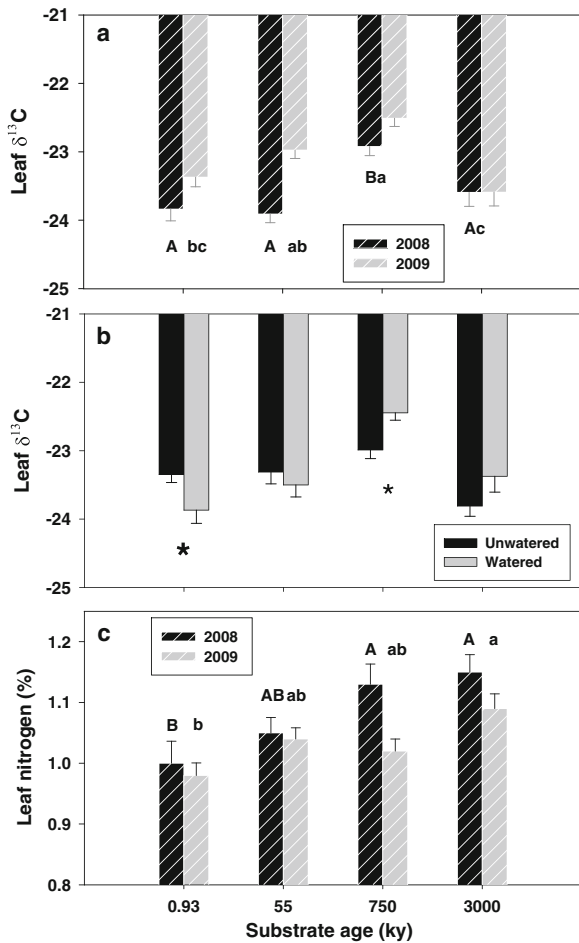 -21
a
-22
-23
-24
-25
Leaf δ¹³C
A bc
A ab
Ba
Ac
2008
2009
-21
b
-22
-23
-24
-25
Leaf δ¹³C
*
*
Unwatered
Watered
c
1.2
1.1
1.0
0.9
0.8
Leaf nitrogen (%)
2008
2009
B b
AB ab
A ab
A a
0.93 55 750 3000
Substrate age (ky)